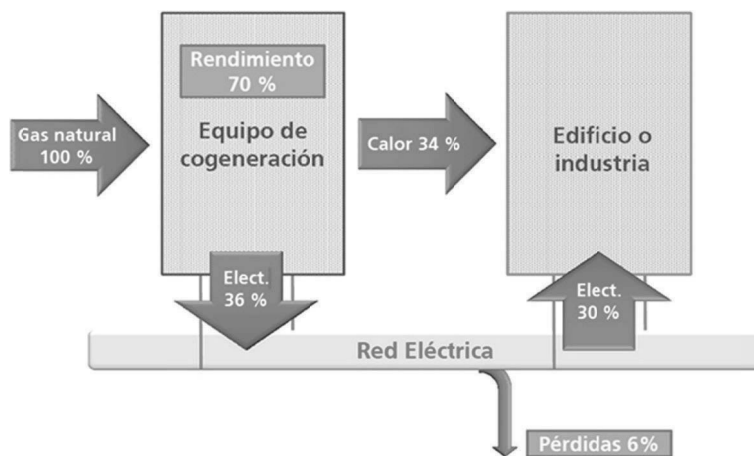 Rendimiento
70 %
Gas natural
100 %
Equipo de
cogeneración
Calor 34 %
Edificio o
industria
Elect.
36 %
Elect.
30 %
Red Eléctrica
Pérdidas 6%